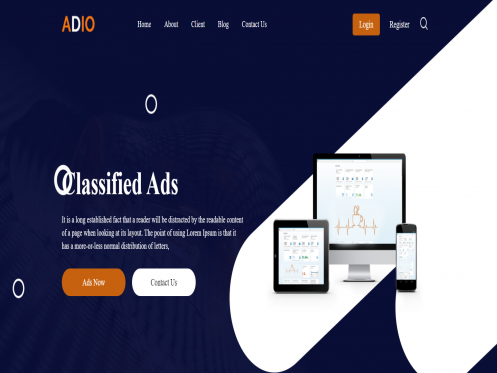 ADIO
Home About Client Blog Contact Us
Login Register
Classified Ads
It is a long established fact that a reader will be distracted by the readable content
of a page when looking at its layout. The point of using Lorem Ipsum is that it
has a more-or-less normal distribution of letters,
Ads Now Contact Us